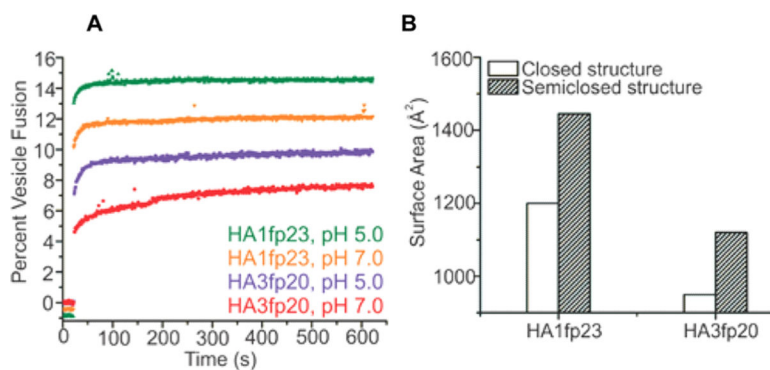 A
B
Percent Vesicle Fusion
16
14
12
10
8
6
4
2
0
HA1fp23, pH 5.0
HA1fp23, pH 7.0
HA3fp20, pH 5.0
HA3fp20, pH 7.0
0 100 200 300 400 500 600
Time (s)
Surface Area (Å²)
1600
1400
1200
1000
Closed structure
Semiclosed structure
HA1fp23 HA3fp20